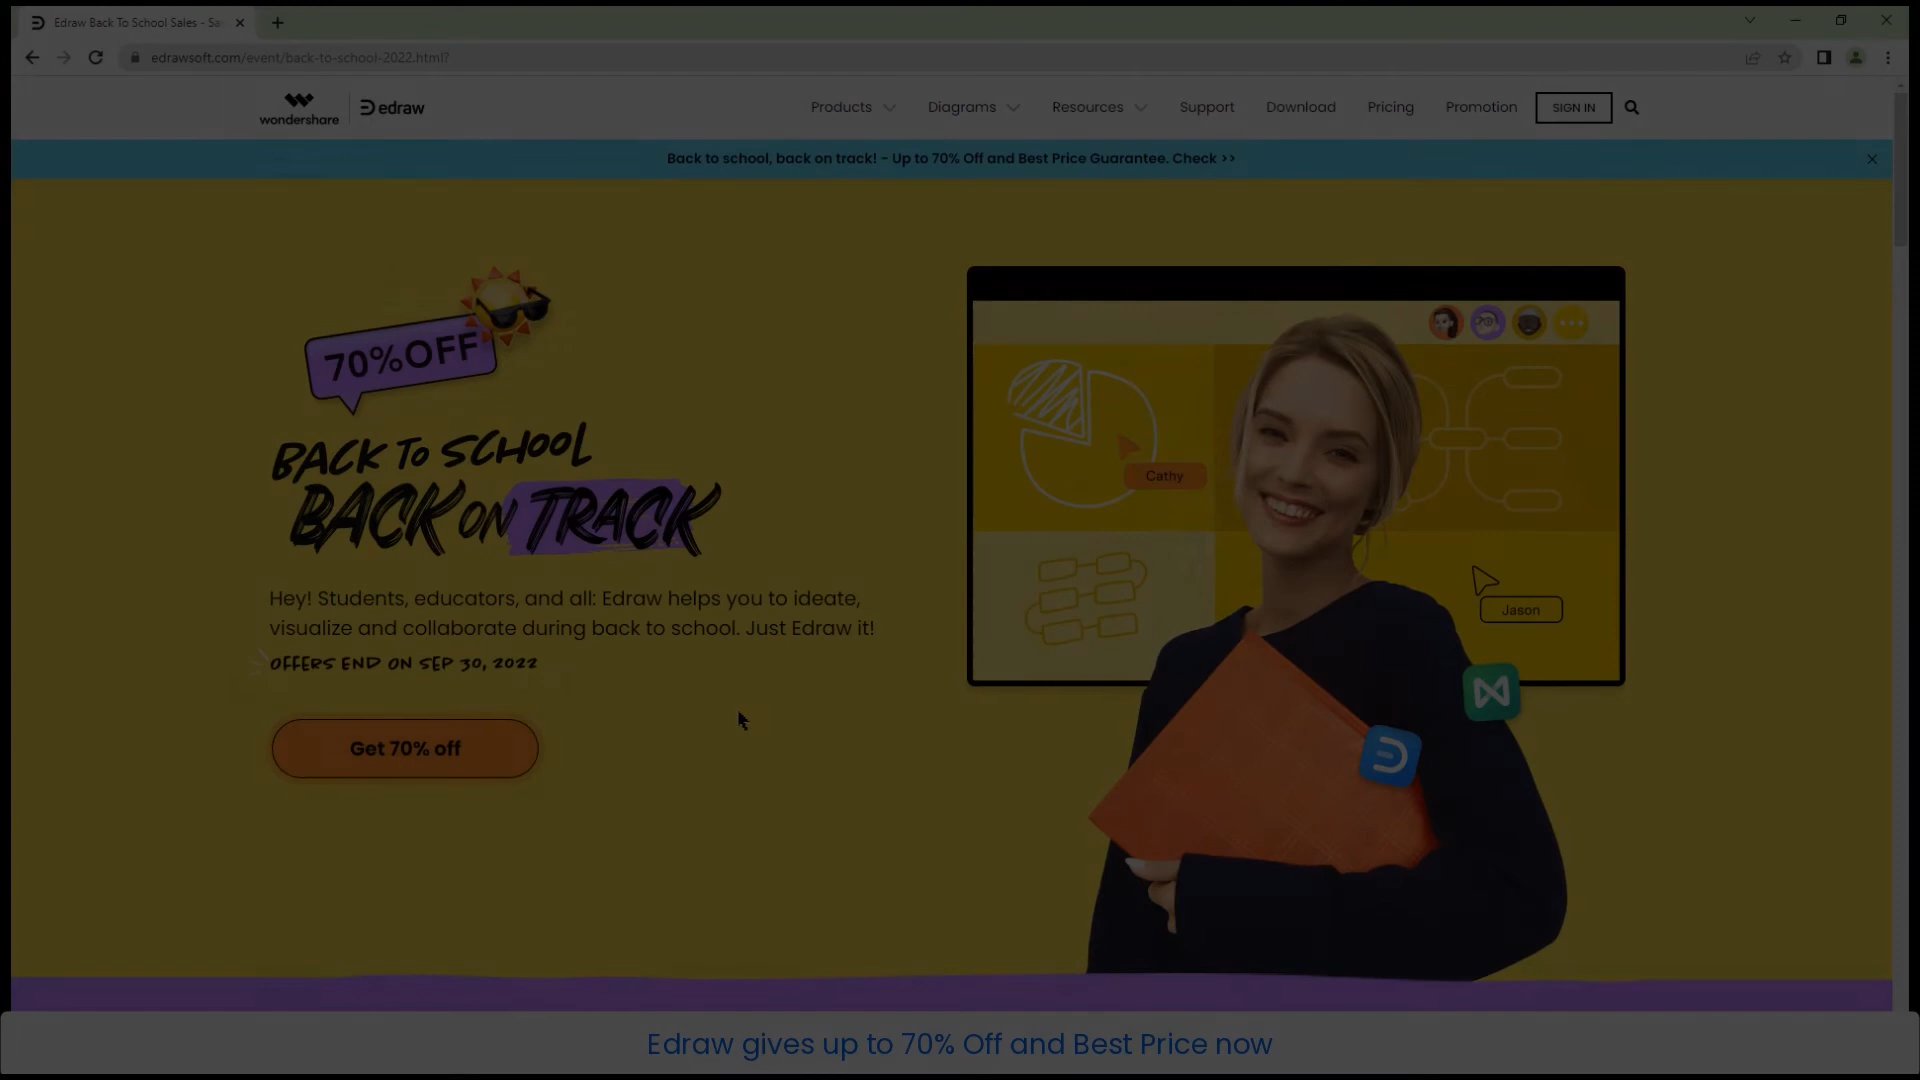 Edraw Back To School Sales - Sa
edrawsoft.com/event/back-to-school-2022.html?
wondershare
edraw
Products
Diagrams
Resources
Support
Download
Pricing
Promotion
SIGN IN
Back to school, back on track! - Up to 70% Off and Best Price Guarantee. Check >>
70%OFF
BACK TO SCHOOL
BACK ON TRACK
Hey! Students, educators, and all: Edraw helps you to ideate,
visualize and collaborate during back to school. Just Edraw it!
OFFERS END ON SEP 30, 2022
Get 70% off
Cathy
Jason
Edraw gives up to 70% Off and Best Price now